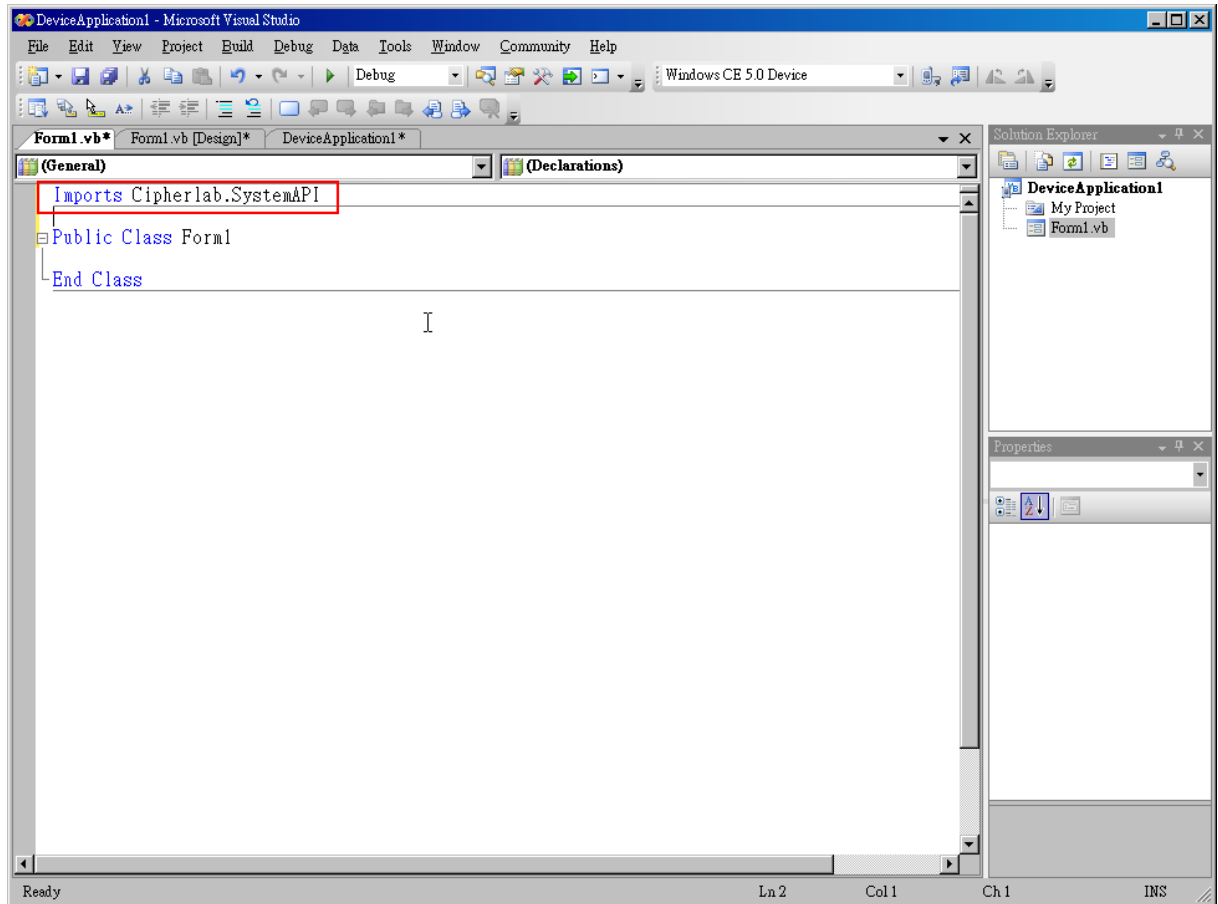 DeviceApplication1 - Microsoft Visual Studio
File Edit View Project Build Debug Data Tools Window Community Help
Debug Windows CE 5.0 Device
Form1.vb* Form1.vb [Design]* DeviceApplication1*
(General) (Declarations)
Imports Cipherlab.SystemAPI
Public Class Form1
End Class
Solution Explorer
DeviceApplication1
My Project
Form1.vb
Properties
Ready Ln 2 Col 1 Ch 1 INS